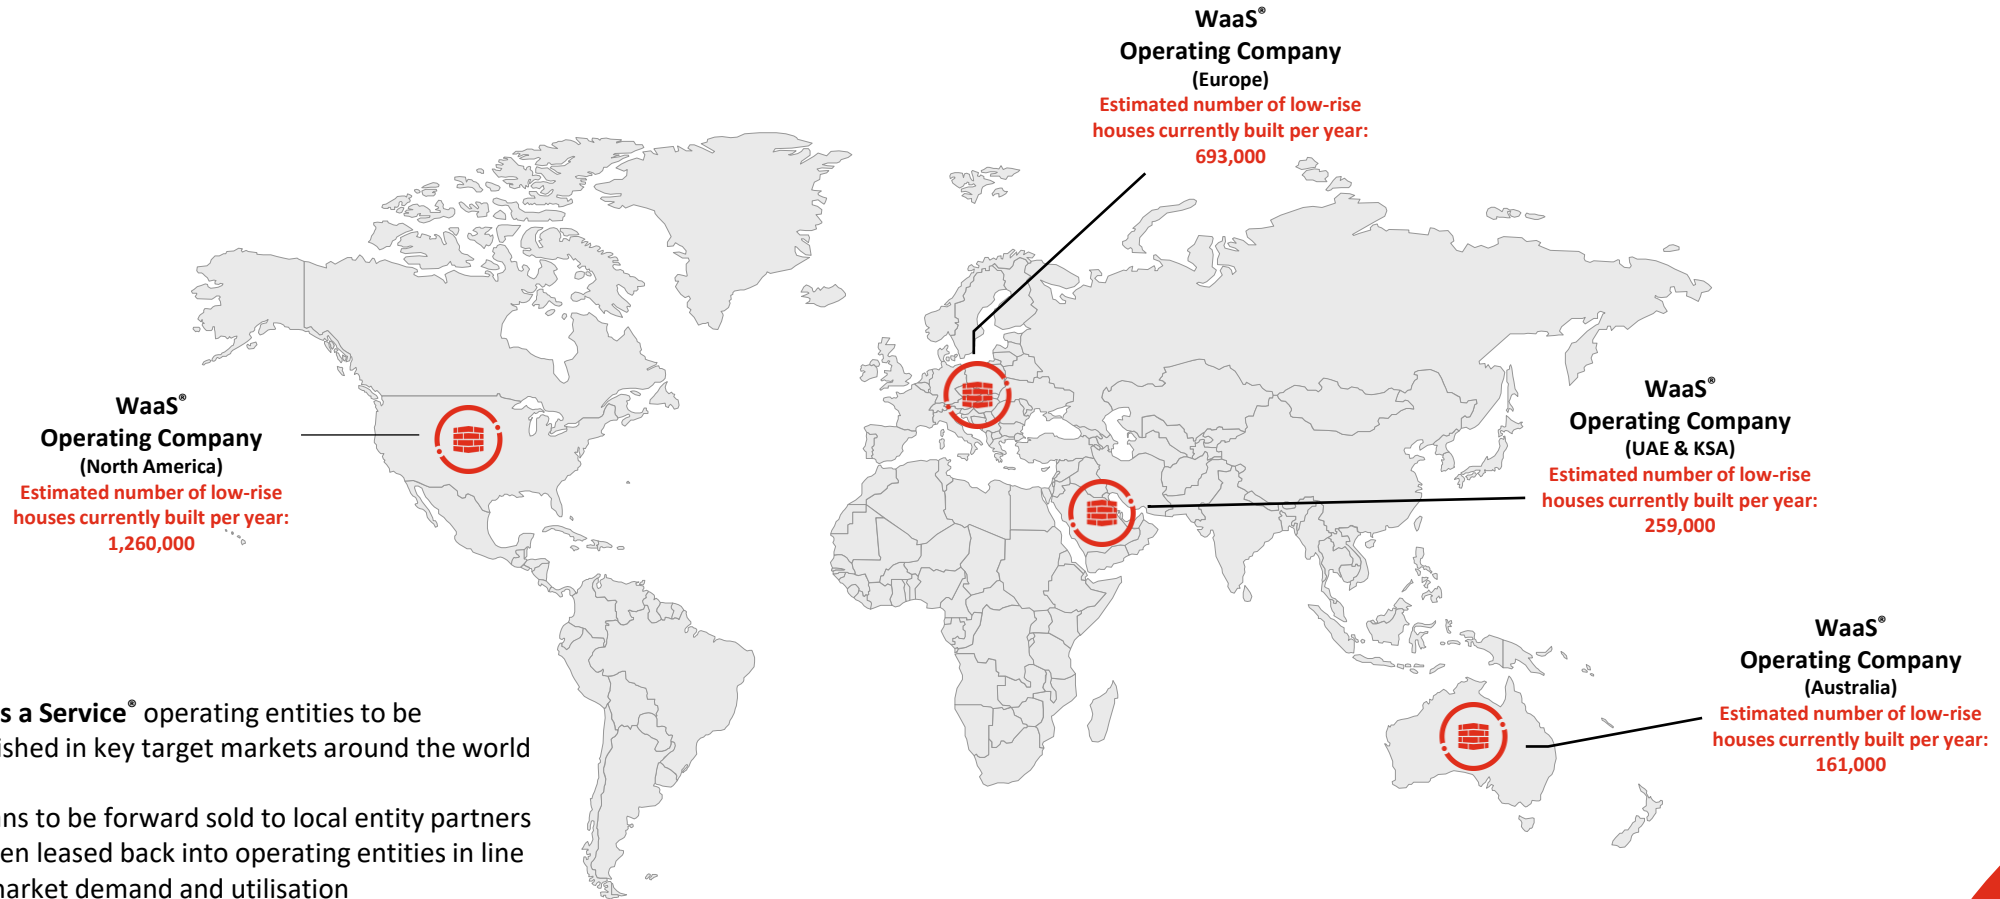 WaaS®
Operating Company
(Europe)
Estimated number of low-rise
houses currently built per year:
693,000
WaaS®
Operating Company
(North America)
Estimated number of low-rise
houses currently built per year:
1,260,000
WaaS®
Operating Company
(UAE & KSA)
Estimated number of low-rise
houses currently built per year:
259,000
WaaS®
Operating Company
(Australia)
Estimated number of low-rise
houses currently built per year:
161,000
s a Service® operating entities to be
ished in key target markets around the world
ns to be forward sold to local entity partners
en leased back into operating entities in line
market demand and utilisation